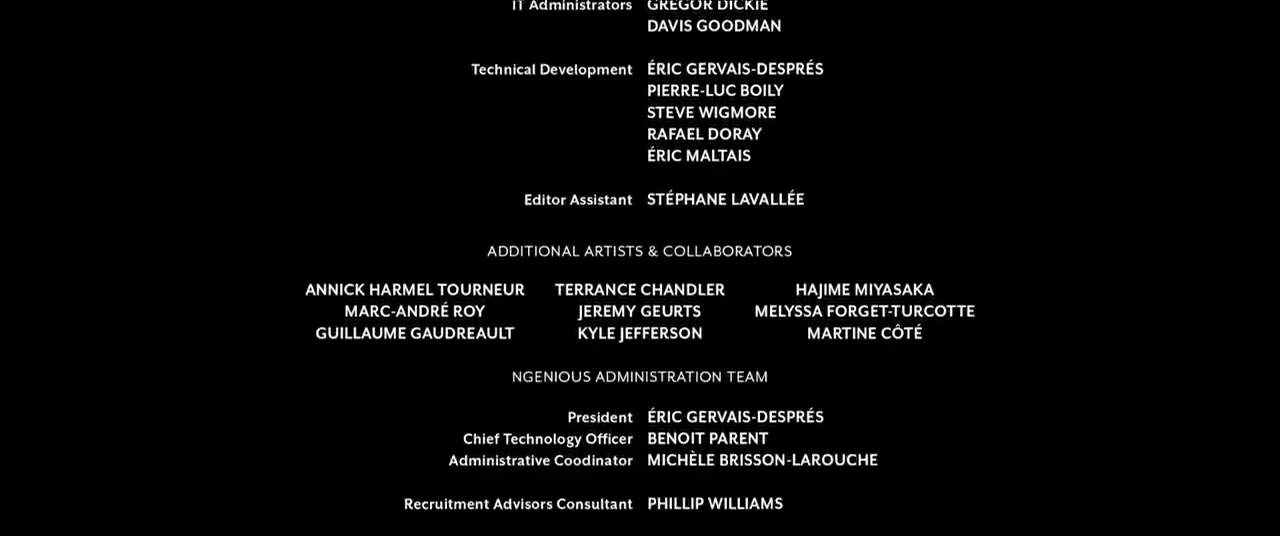 IT Administrators GREGOR DICKIE
DAVIS GOODMAN
Technical Development ÉRIC GERVAIS-DESPRÉS
PIERRE-LUC BOILY
STEVE WIGMORE
RAFAEL DORAY
ÉRIC MALTAIS
Editor Assistant STÉPHANE LAVALLÉE
ADDITIONAL ARTISTS & COLLABORATORS
ANNICK HARMEL TOURNEUR TERRANCE CHANDLER HAJIME MIYASAKA
MARC-ANDRÉ ROY JEREMY GEURTS MELYSSA FORGET-TURCOTTE
GUILLAUME GAUDREAULT KYLE JEFFERSON MARTINE CÔTÉ
NGENIOUS ADMINISTRATION TEAM
President ÉRIC GERVAIS-DESPRÉS
Chief Technology Officer BENOIT PARENT
Administrative Coodinator MICHÈLE BRISSON-LAROUCHE
Recruitment Advisors Consultant PHILLIP WILLIAMS